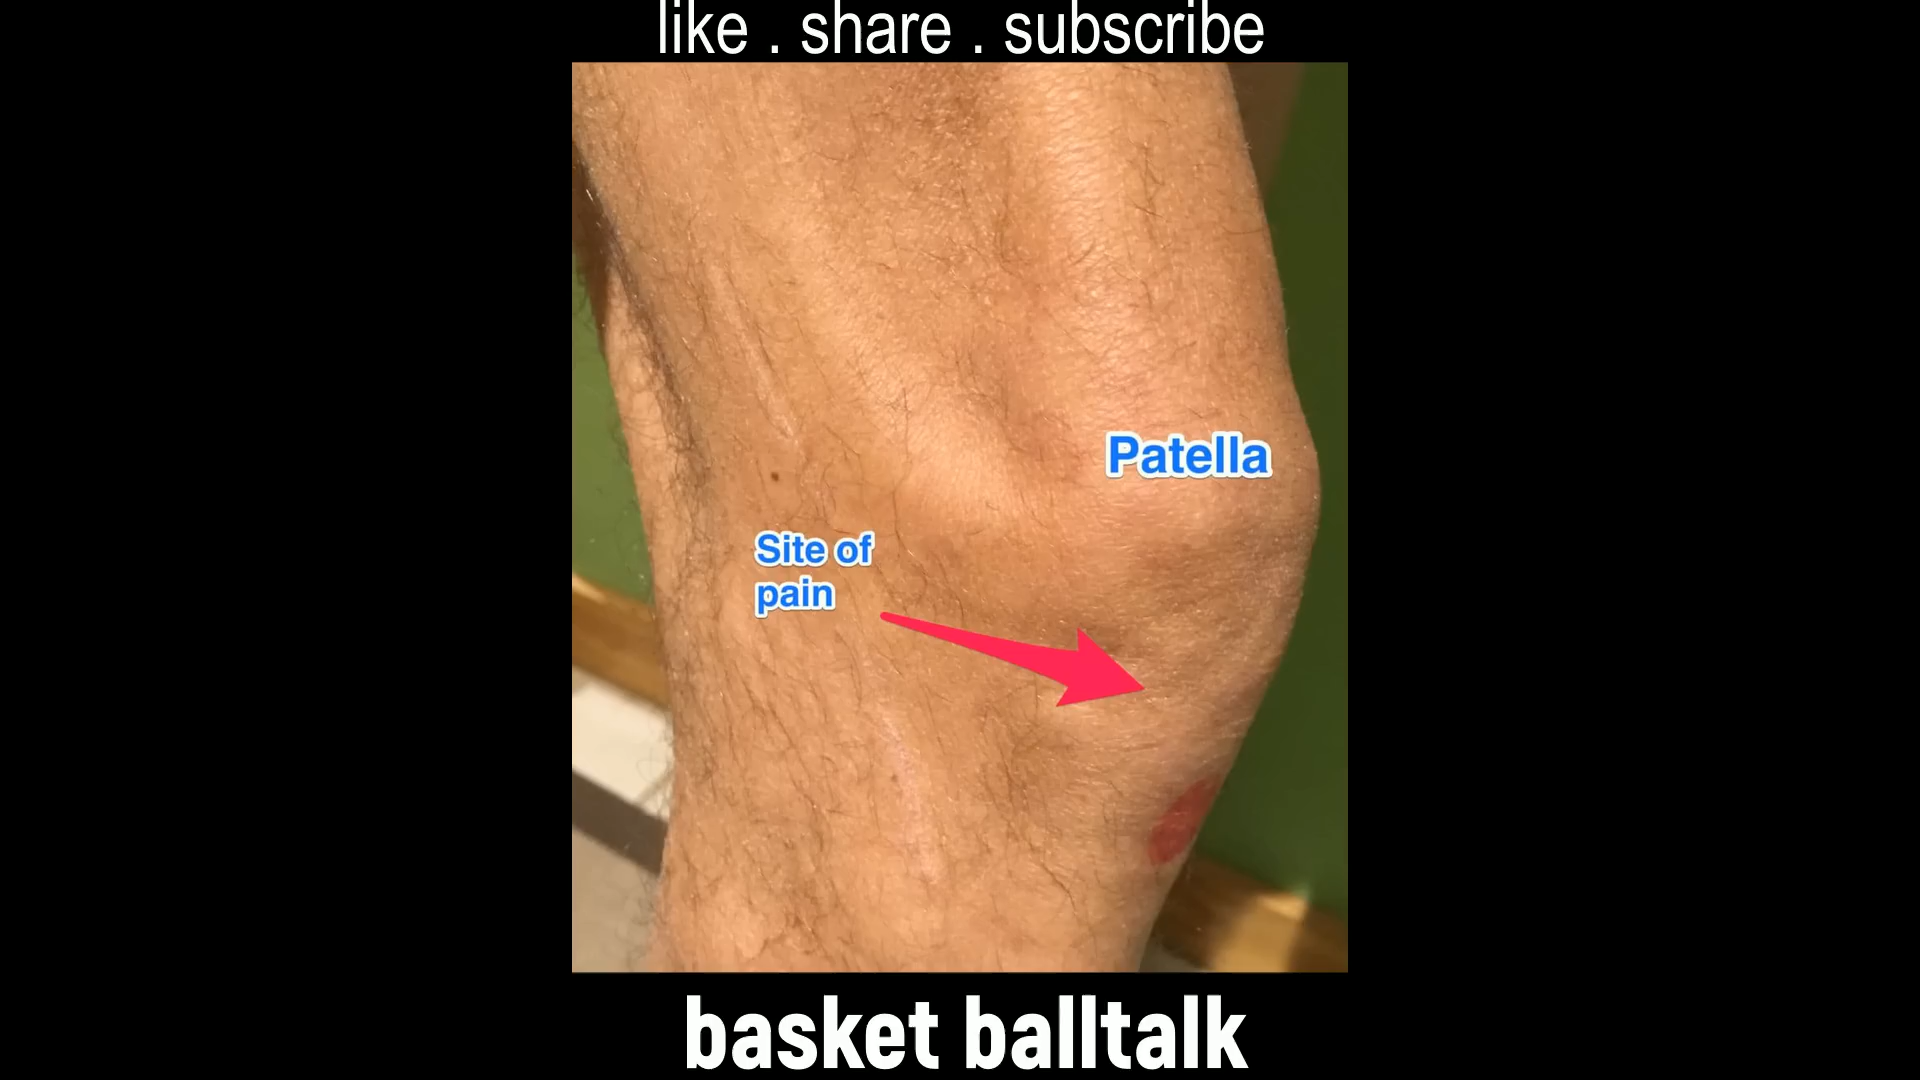 like . share . subscribe
Patella
Site of
pain
basket balltalk